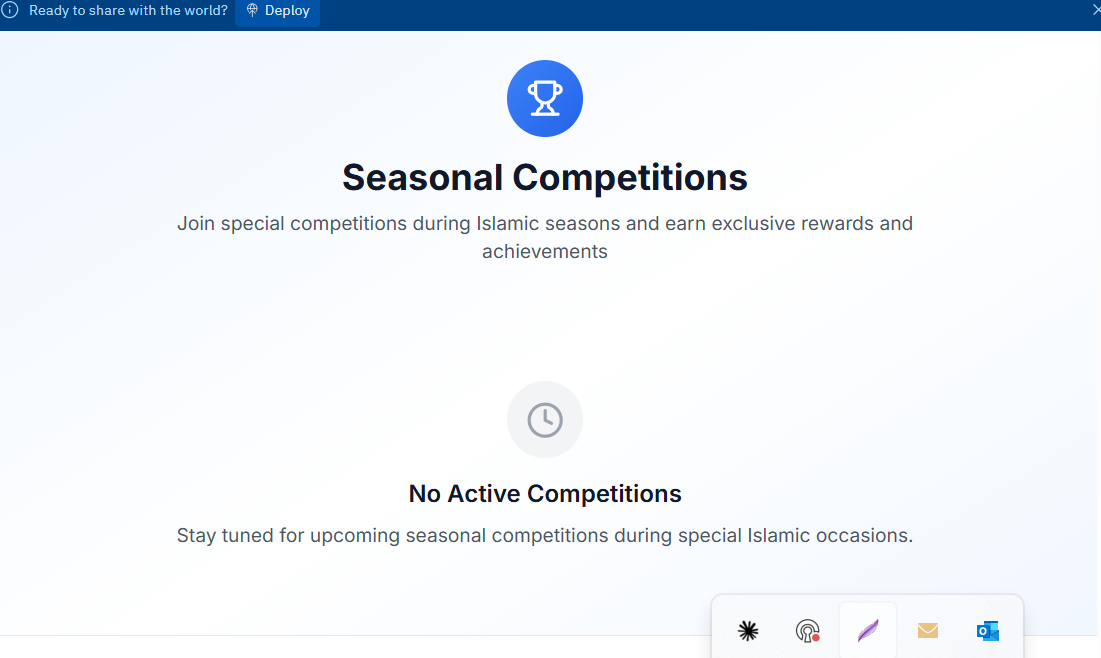 Ready to share with the world?
Deploy
Seasonal Competitions
Join special competitions during Islamic seasons and earn exclusive rewards and
achievements
No Active Competitions
Stay tuned for upcoming seasonal competitions during special Islamic occasions.